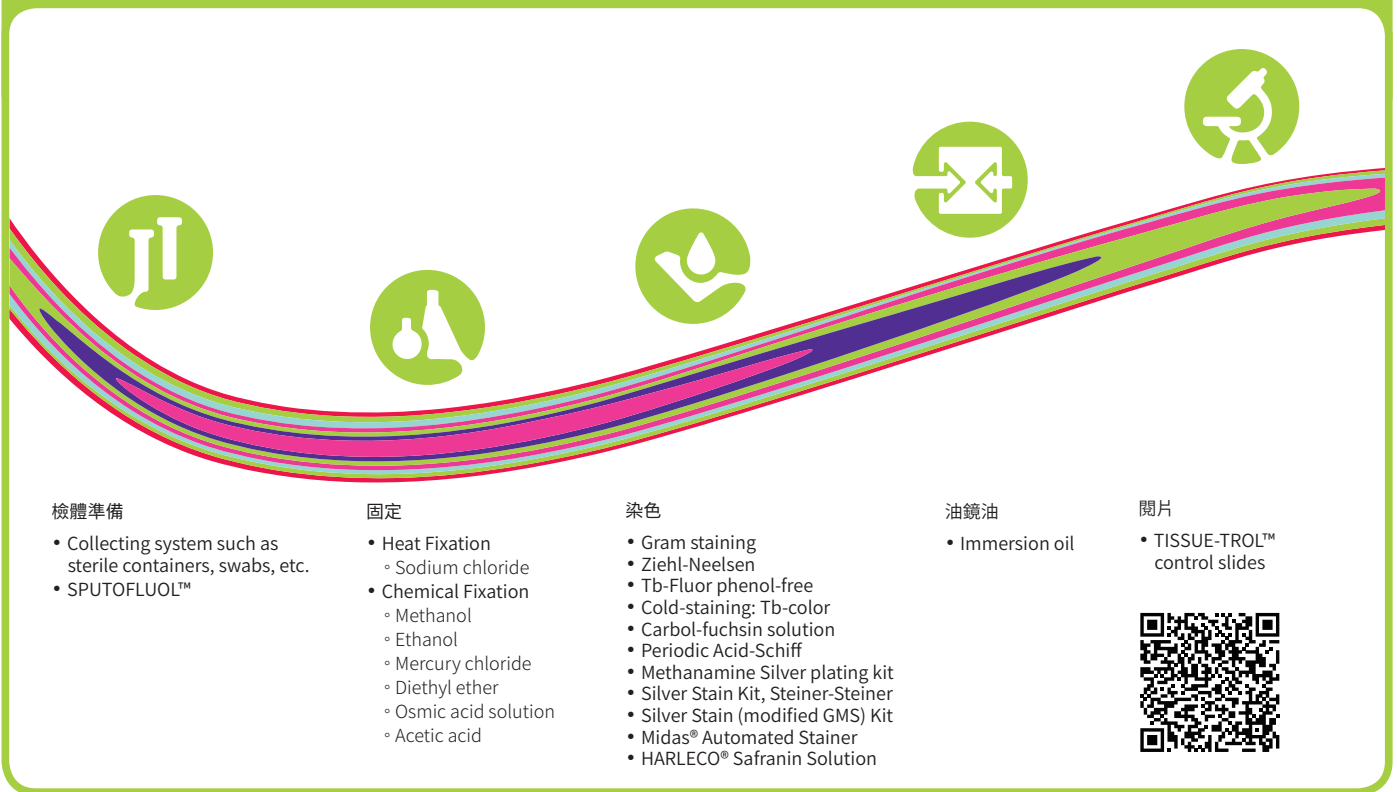 檢體準備
• Collecting system such as
sterile containers, swabs, etc.
• SPUTOFLUOL™
固定
• Heat Fixation
◦ Sodium chloride
• Chemical Fixation
◦ Methanol
◦ Ethanol
◦ Mercury chloride
◦ Diethyl ether
◦ Osmic acid solution
◦ Acetic acid
染色
• Gram staining
• Ziehl-Neelsen
• Tb-Fluor phenol-free
• Cold-staining: Tb-color
• Carbol-fuchsin solution
• Periodic Acid-Schiff
• Methanamine Silver plating kit
• Silver Stain Kit, Steiner-Steiner
• Silver Stain (modified GMS) Kit
• Midas® Automated Stainer
• HARLECO® Safranin Solution
油鏡油
• Immersion oil
閱片
• TISSUE-TROL™
control slides